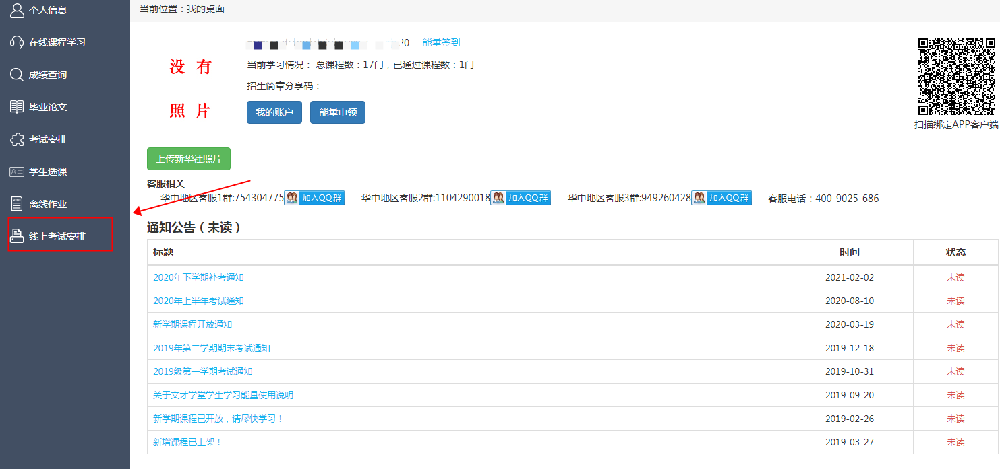 个人信息
在线课程学习
成绩查询
毕业论文
考试安排
学生选课
离线作业
线上考试安排
当前位置：我的桌面
没 有
照 片
20 能量签到
当前学习情况： 总课程数：17门，已通过课程数：1门
招生简章分享码：
我的账户 能量申领
扫描绑定APP客户端
上传新华社照片
客服相关
华中地区客服1群:754304775 加入QQ群 华中地区客服2群:1104290018 加入QQ群 华中地区客服3群:949260428 加入QQ群 客服电话：400-9025-686
通知公告（未读）
标题 时间 状态
2020年下学期补考通知 2021-02-02 未读
2020年上半年考试通知 2020-08-10 未读
新学期课程开放通知 2020-03-19 未读
2019年第二学期期末考试通知 2019-12-18 未读
2019级第一学期考试通知 2019-10-31 未读
关于文才学堂学生学习能量使用说明 2019-09-20 未读
新学期课程已开放，请尽快学习！ 2019-02-26 未读
新增课程已上架！ 2019-03-27 未读